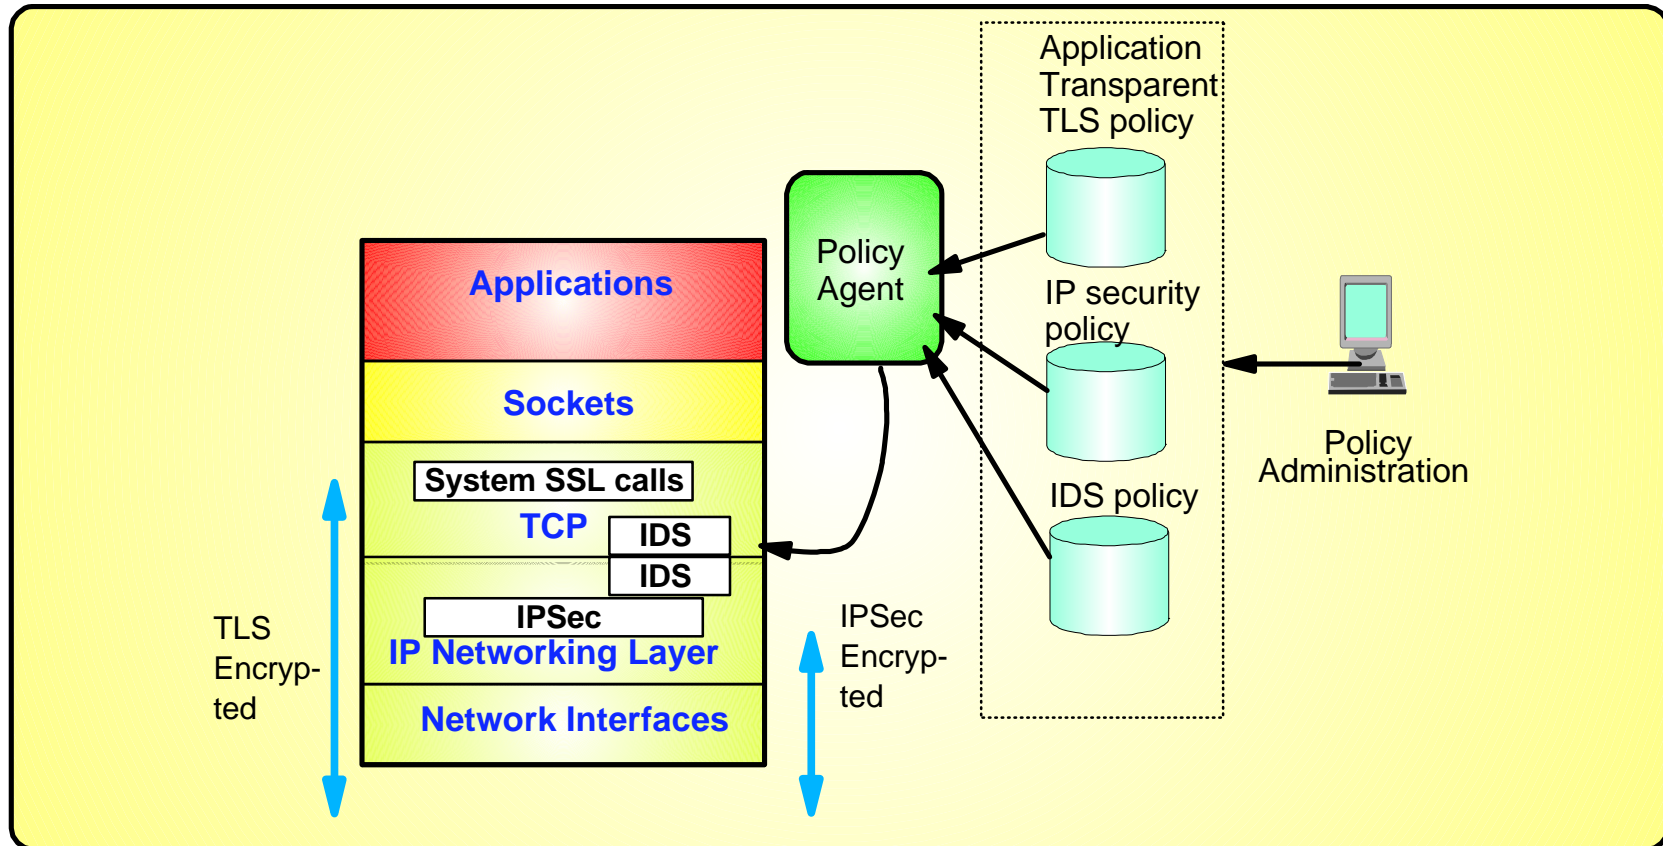 Application
Transparent
TLS policy
Policy
Agent
Applications
IP security
policy
Sockets
Policy
Administration
System SSL calls
IDS policy
TCP
IDS
IDS
IPSec
IP Networking Layer
Network Interfaces
TLS
Encryp-
ted
IPSec
Encryp-
ted